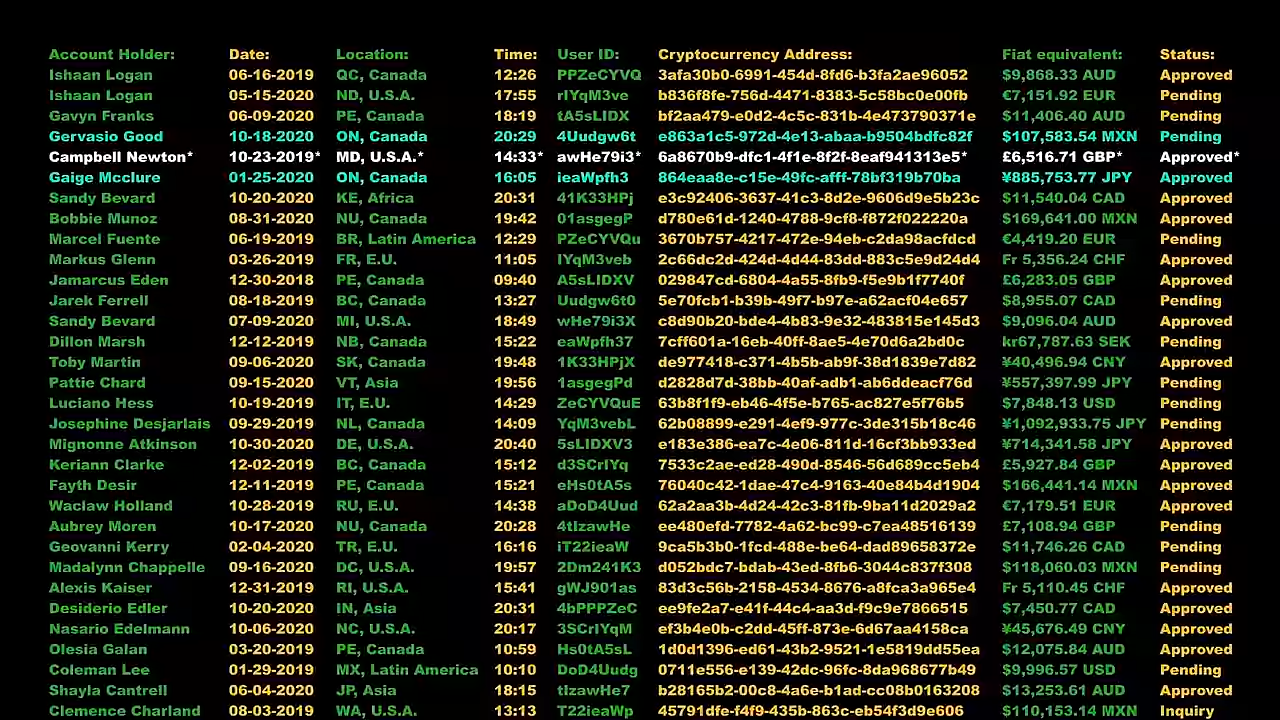 Account Holder: Date: Location: Time: User ID: Cryptocurrency Address: Fiat equivalent: Status:
Ishaan Logan 06-16-2019 QC, Canada 12:26 PPZeCYVQ 3afa30b0-6991-454d-8fd6-b3fa2ae96052 $9,868.33 AUD Approved
Ishaan Logan 05-15-2020 ND, U.S.A. 17:55 rIYqM3ve b836f8fe-756d-4471-8383-5c58bc0e00fb €7,151.92 EUR Pending
Gavyn Franks 06-09-2020 PE, Canada 18:19 tA5sLIDX bf2aa479-e0d2-4c5c-831b-4e473790371e $11,406.40 AUD Pending
Gervasio Good 10-18-2020 ON, Canada 20:29 4Uudgw6t e863a1c5-972d-4e13-abaa-b9504bdfc82f $107,583.54 MXN Pending
Campbell Newton* 10-23-2019* MD, U.S.A.* 14:33* awHe79i3* 6a8670b9-dfc1-4f1e-8f2f-8eaf941313e5* £6,516.71 GBP* Approved*
Gaige Mcclure 01-25-2020 ON, Canada 16:05 ieaWpfh3 864eaa8e-c15e-49fc-afff-78bf319b70ba ¥885,753.77 JPY Approved
Sandy Bevard 10-20-2020 KE, Africa 20:31 41K33HPj e3c92406-3637-41c3-8d2e-9606d9e5b23c $11,540.04 CAD Approved
Bobbie Munoz 08-31-2020 NU, Canada 19:42 01asgegP d780e61d-1240-4788-9cf8-f872f022220a $169,641.00 MXN Approved
Marcel Fuente 06-19-2019 BR, Latin America 12:29 PZeCYVQu 3670b757-4217-472e-94eb-c2da98acfdcd €4,419.20 EUR Pending
Markus Glenn 03-26-2019 FR, E.U. 11:05 IYqM3veb 2c66dc2d-424d-4d44-83dd-883c5e9d24d4 Fr 5,356.24 CHF Approved
Jamarcus Eden 12-30-2018 PE, Canada 09:40 A5sLIDXV 029847cd-6804-4a55-8fb9-f5e9b1f7740f £6,283.05 GBP Approved
Jarek Ferrell 08-18-2019 BC, Canada 13:27 Uudgw6t0 5e70fcb1-b39b-49f7-b97e-a62acf04e657 $8,955.07 CAD Pending
Sandy Bevard 07-09-2020 MI, U.S.A. 18:49 wHe79i3X c8d90b20-bde4-4b83-9e32-483815e145d3 $9,096.04 AUD Approved
Dillon Marsh 12-12-2019 NB, Canada 15:22 eaWpfh37 7cff601a-16eb-40ff-8ae5-4e70d6a2bd0c kr67,787.63 SEK Pending
Toby Martin 09-06-2020 SK, Canada 19:48 1K33HPjX de977418-c371-4b5b-ab9f-38d1839e7d82 ¥40,496.94 CNY Approved
Pattie Chard 09-15-2020 VT, Asia 19:56 1asgegPd d2828d7d-38bb-40af-adb1-ab6ddeacf76d ¥557,397.99 JPY Pending
Luciano Hess 10-19-2019 IT, E.U. 14:29 ZeCYVQuE 63b8f1f9-eb46-4f5e-b765-ac827e5f76b5 $7,848.13 USD Pending
Josephine Desjarlais 09-29-2019 NL, Canada 14:09 YqM3vebL 62b08899-e291-4ef9-977c-3de315b18c46 ¥1,092,933.75 JPY Pending
Mignonne Atkinson 10-30-2020 DE, U.S.A. 20:40 5sLIDXV3 e183e386-ea7c-4e06-811d-16cf3bb933ed ¥714,341.58 JPY Approved
Keriann Clarke 12-02-2019 BC, Canada 15:12 d3SCrIYq 7533c2ae-ed28-490d-8546-56d689cc5eb4 £5,927.84 GBP Approved
Fayth Desir 12-11-2019 PE, Canada 15:21 eHs0tA5s 76040c42-1dae-47c4-9163-40e84b4d1904 $166,441.14 MXN Approved
Waclaw Holland 10-28-2019 RU, E.U. 14:38 aDoD4Uud 62a2aa3b-4d24-42c3-81fb-9ba11d2029a2 €7,179.51 EUR Approved
Aubrey Moren 10-17-2020 NU, Canada 20:28 4tIzawHe ee480efd-7782-4a62-bc99-c7ea48516139 £7,108.94 GBP Pending
Geovanni Kerry 02-04-2020 TR, E.U. 16:16 iT22ieaW 9ca5b3b0-1fcd-488e-be64-dad89658372e $11,746.26 CAD Pending
Madalynn Chappelle 09-16-2020 DC, U.S.A. 19:57 2Dm241K3 d052bdc7-bdab-43ed-8fb6-3044c837f308 $118,060.03 MXN Pending
Alexis Kaiser 12-31-2019 RI, U.S.A. 15:41 gWJ901as 83d3c56b-2158-4534-8676-a8fca3a965e4 Fr 5,110.45 CHF Approved
Desiderio Edler 10-20-2020 IN, Asia 20:31 4bPPPZeC ee9fe2a7-e41f-44c4-aa3d-f9c9e7866515 $7,450.77 CAD Approved
Nasario Edelmann 10-06-2020 NC, U.S.A. 20:17 3SCrIYqM ef3b4e0b-c2dd-45ff-873e-6d67aa4158ca ¥45,676.49 CNY Approved
Olesia Galan 03-20-2019 PE, Canada 10:59 Hs0tA5sL 1d0d1396-ed61-43b2-9521-1e5819dd55ea $12,075.84 AUD Approved
Coleman Lee 01-29-2019 MX, Latin America 10:10 DoD4Uudg 0711e556-e139-42dc-96fc-8da968677b49 $9,996.57 USD Pending
Shayla Cantrell 06-04-2020 JP, Asia 18:15 tIzawHe7 b28165b2-00c8-4a6e-b1ad-cc08b0163208 $13,253.61 AUD Approved
Clemence Charland 08-03-2019 WA, U.S.A. 13:13 T22ieaWp 45791dfe-f4f9-435b-863c-eb54f3d9e606 $110,153.14 MXN Inquiry